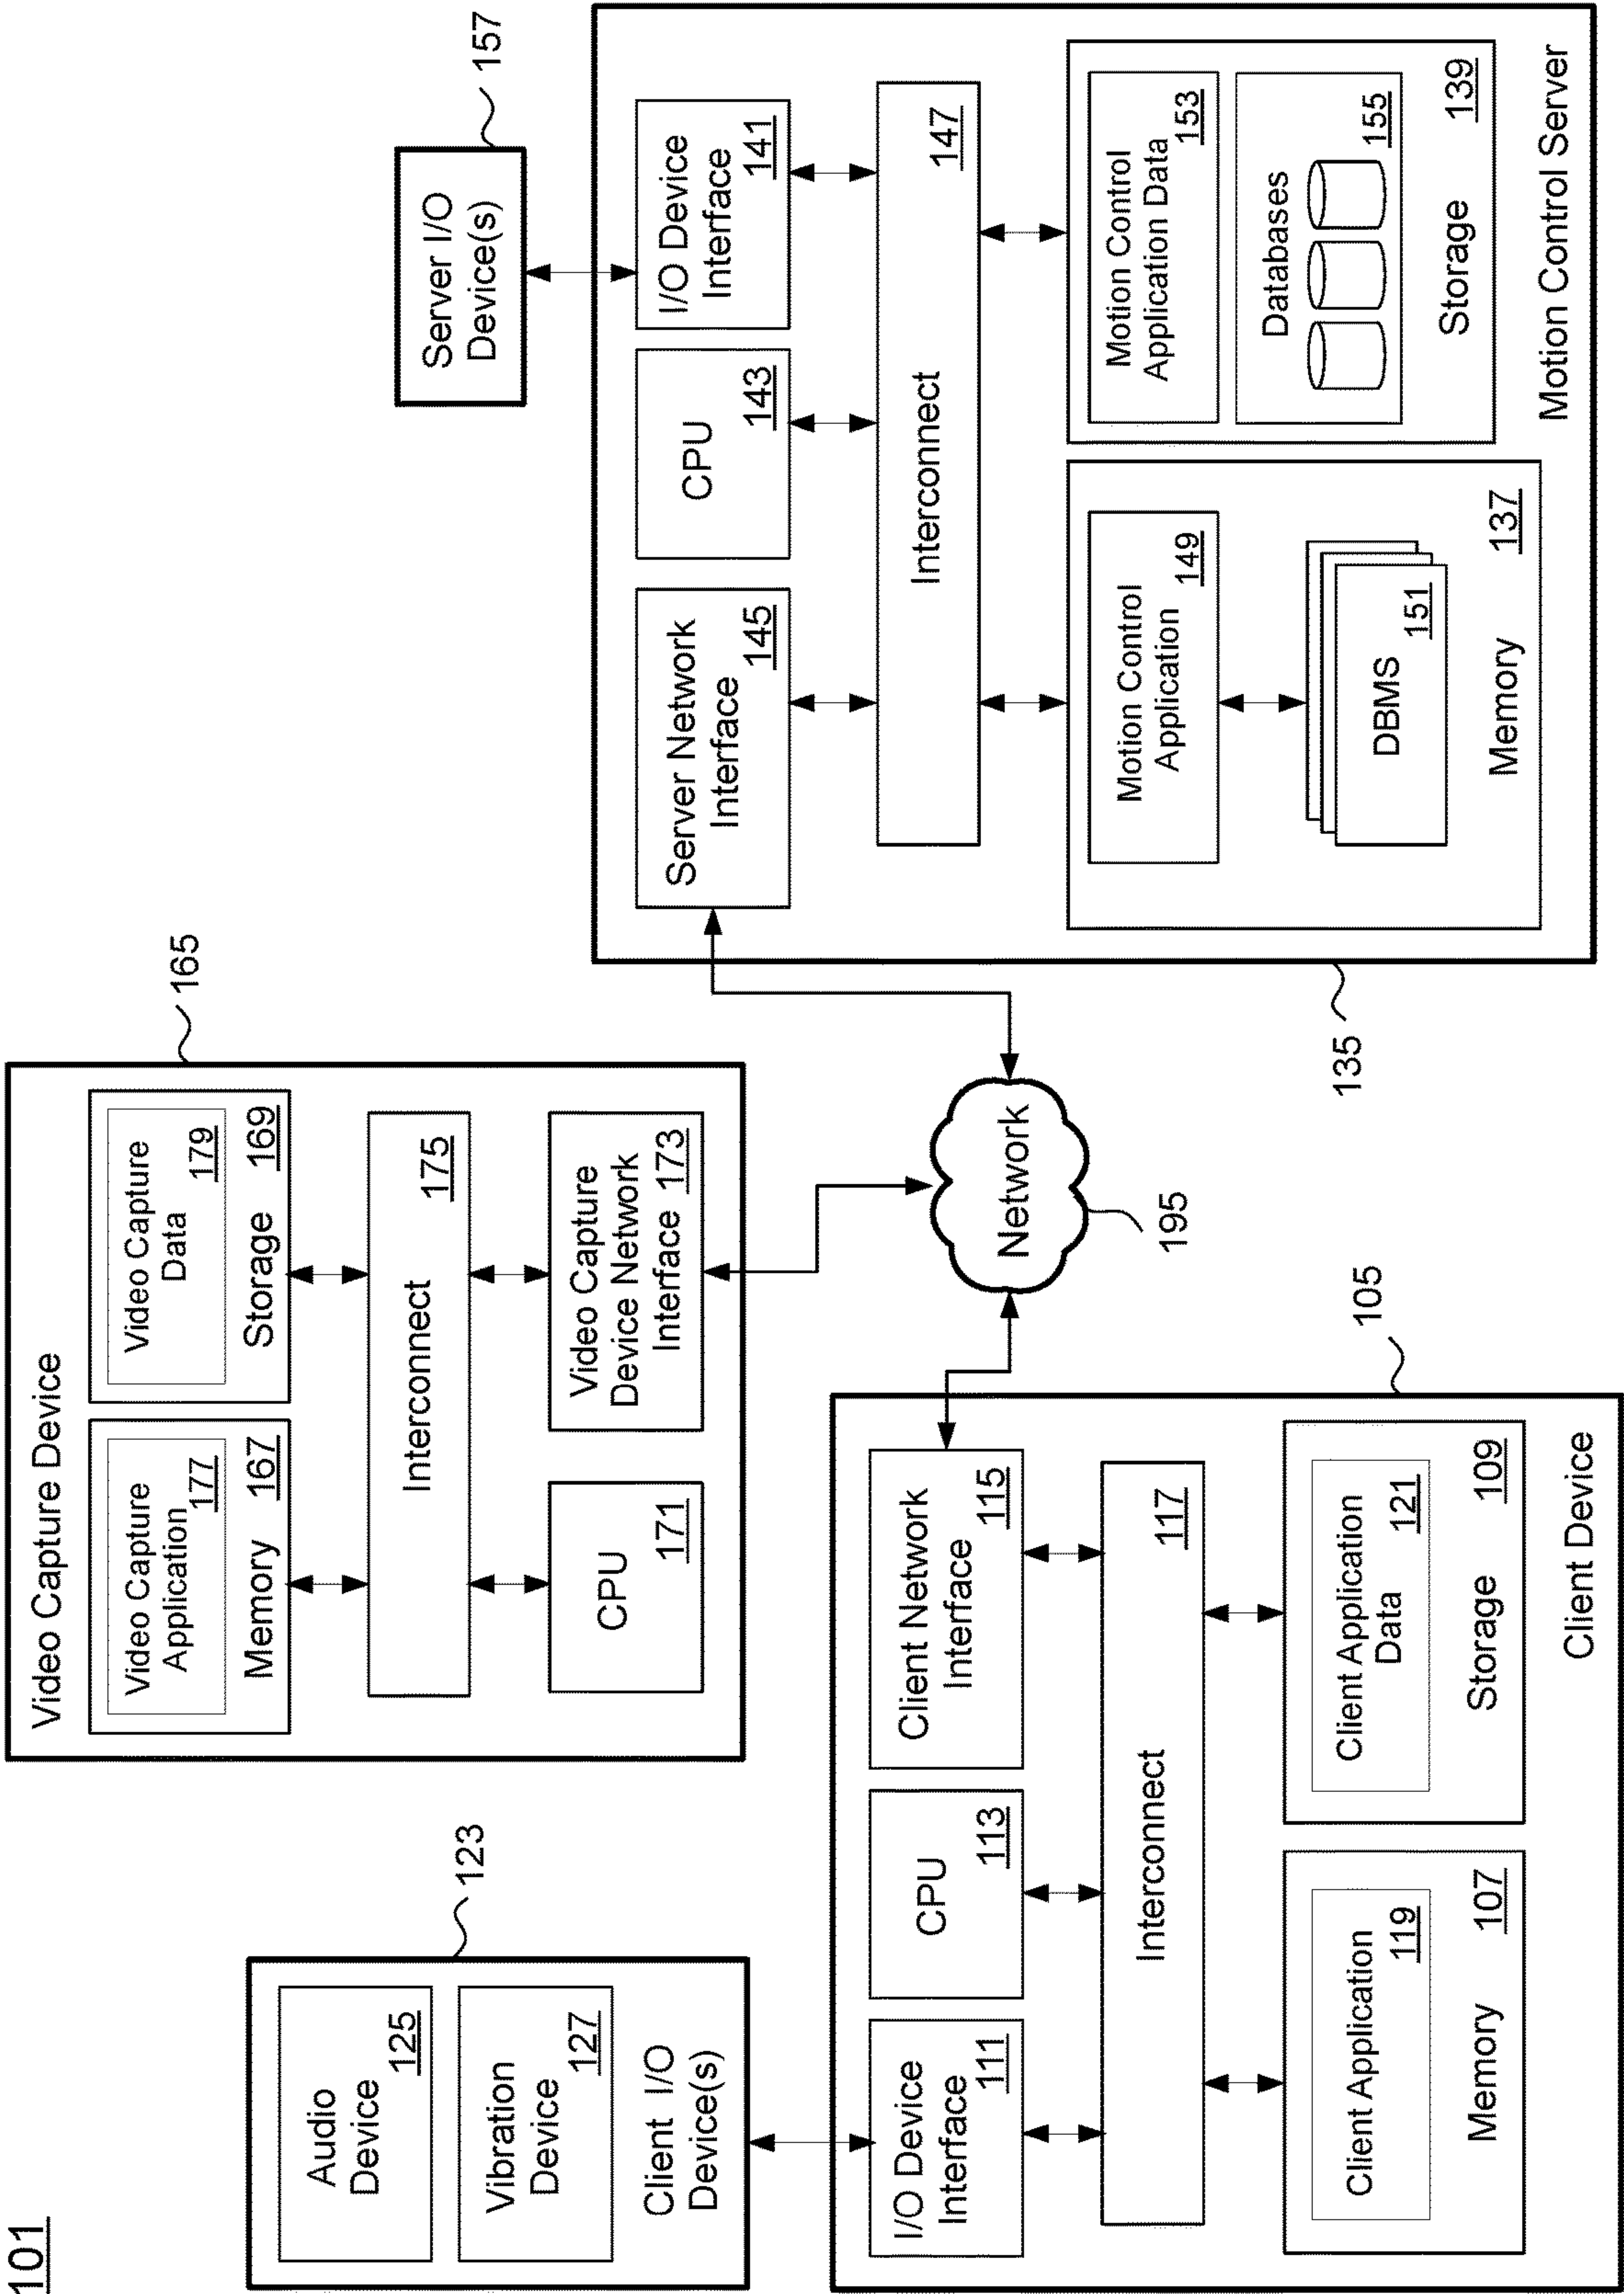 101
Video Capture Device
165
Video Capture
Application
177
Memory 167
Video Capture
Data
179
Storage 169
Interconnect
175
CPU
171
Video Capture
Device Network
Interface 173
Server I/O
Device(s)
157
Audio
Device
125
Vibration
Device
127
Client I/O
Device(s)
123
Network
195
I/O Device
Interface
111
CPU
113
Client Network
Interface
115
Interconnect
117
Client Application
119
Memory
107
Client Application
Data
121
Storage
109
Client Device
105
Server Network
Interface
145
CPU
143
I/O Device
Interface
141
Interconnect
147
Motion Control
Application
149
DBMS
151
Memory
137
Motion Control
Application Data
153
Databases
155
Storage
139
Motion Control Server
135